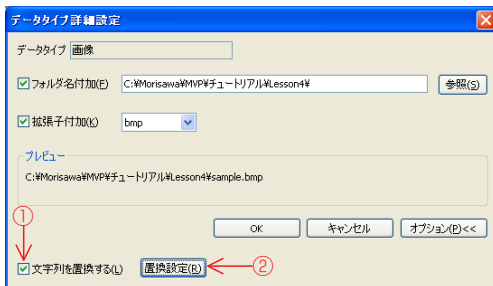 データタイプ詳細設定
データタイプ 画像
フォルダ名付加(F) C:¥Morisawa¥MVP¥チュートリアル¥Lesson4¥ 参照(S)
拡張子付加(K) bmp
プレビュー
C:¥Morisawa¥MVP¥チュートリアル¥Lesson4¥sample.bmp
①
OK キャンセル オプション(P)<<
文字列を置換する(L) 置換設定(R) ②